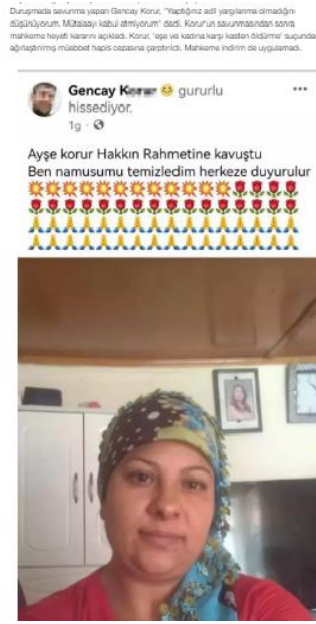 Duruşmada savunma yapan Gencay Korur, "Yaptığınız adil yargılanma olmadığını
düşünüyorum. Mütalaayı kabul etmiyorum" dedi. Korur'un savunmasından sonra
mahkeme heyeti kararını açıkladı. Korur, 'eşe ve kadına karşı kasten öldürme' suçundan
ağırlaştırılmış müebbet hapis cezasına çarptırıldı. Mahkeme indirim de uygulamadı.
Gencay gururlu
hissediyor.
1g
Ayşe korur Hakkın Rahmetine kavuştu
Ben namusumu temizledim herkeze duyurulur